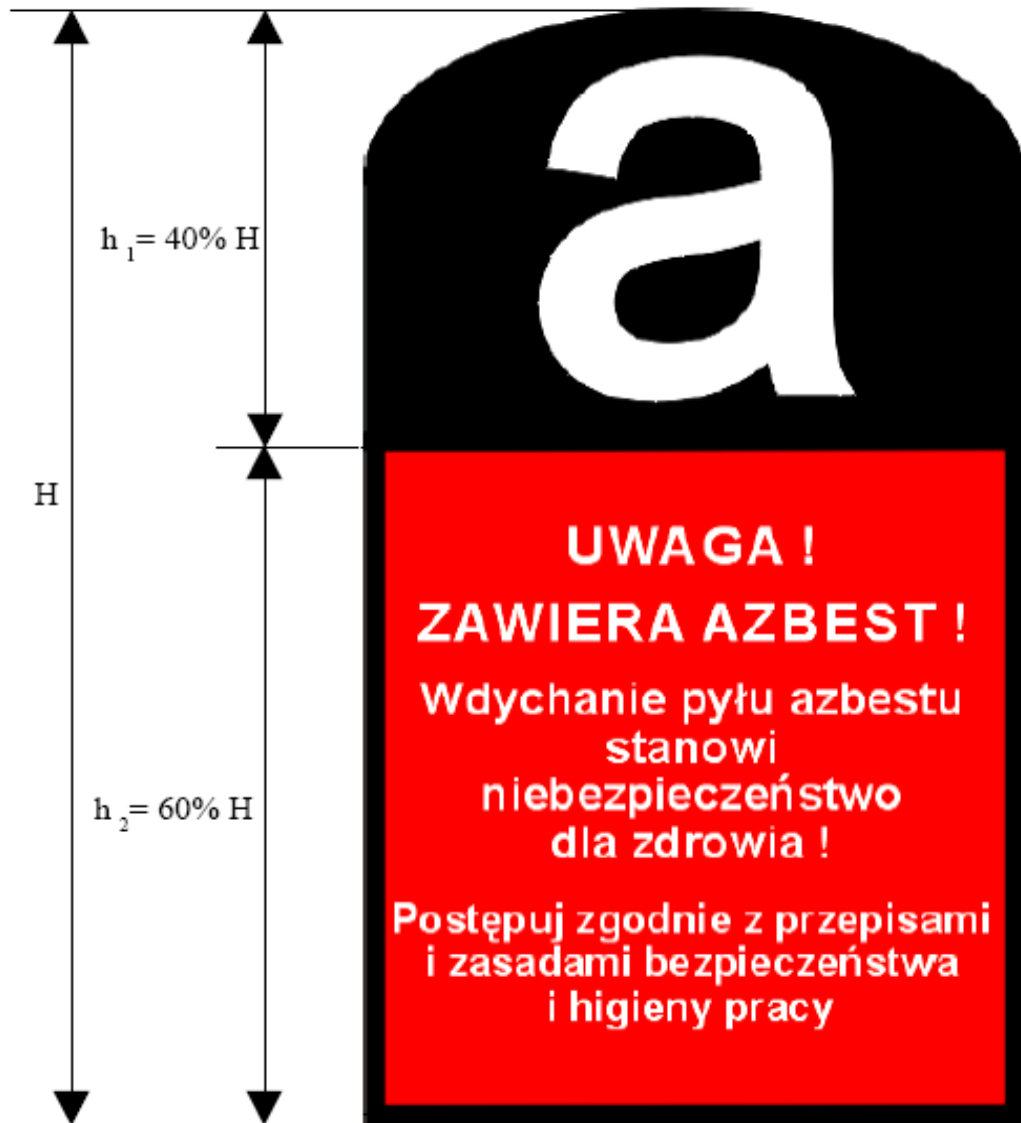 a
h 1= 40% H
H
h 2= 60% H
UWAGA !
ZAWIERA AZBEST !
Wdychanie pyłu azbestu
stanowi
niebezpieczeństwo
dla zdrowia !
Postępuj zgodnie z przepisami
i zasadami bezpieczeństwa
i higieny pracy